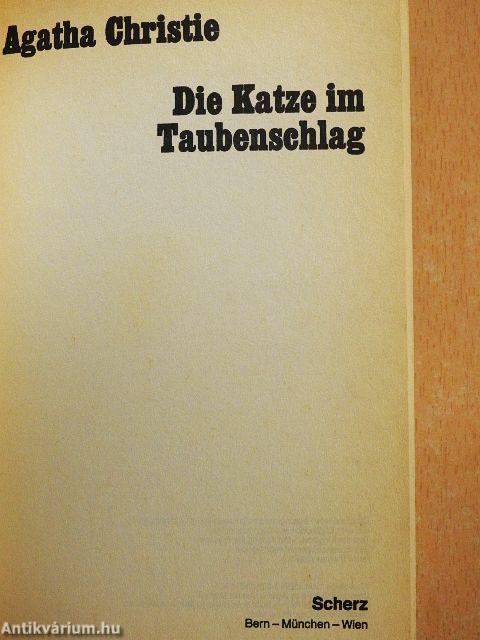 Agatha Christie
Die Katze im
Taubenschlag
Scherz
Bern – München – Wien
Antikvárium.hu